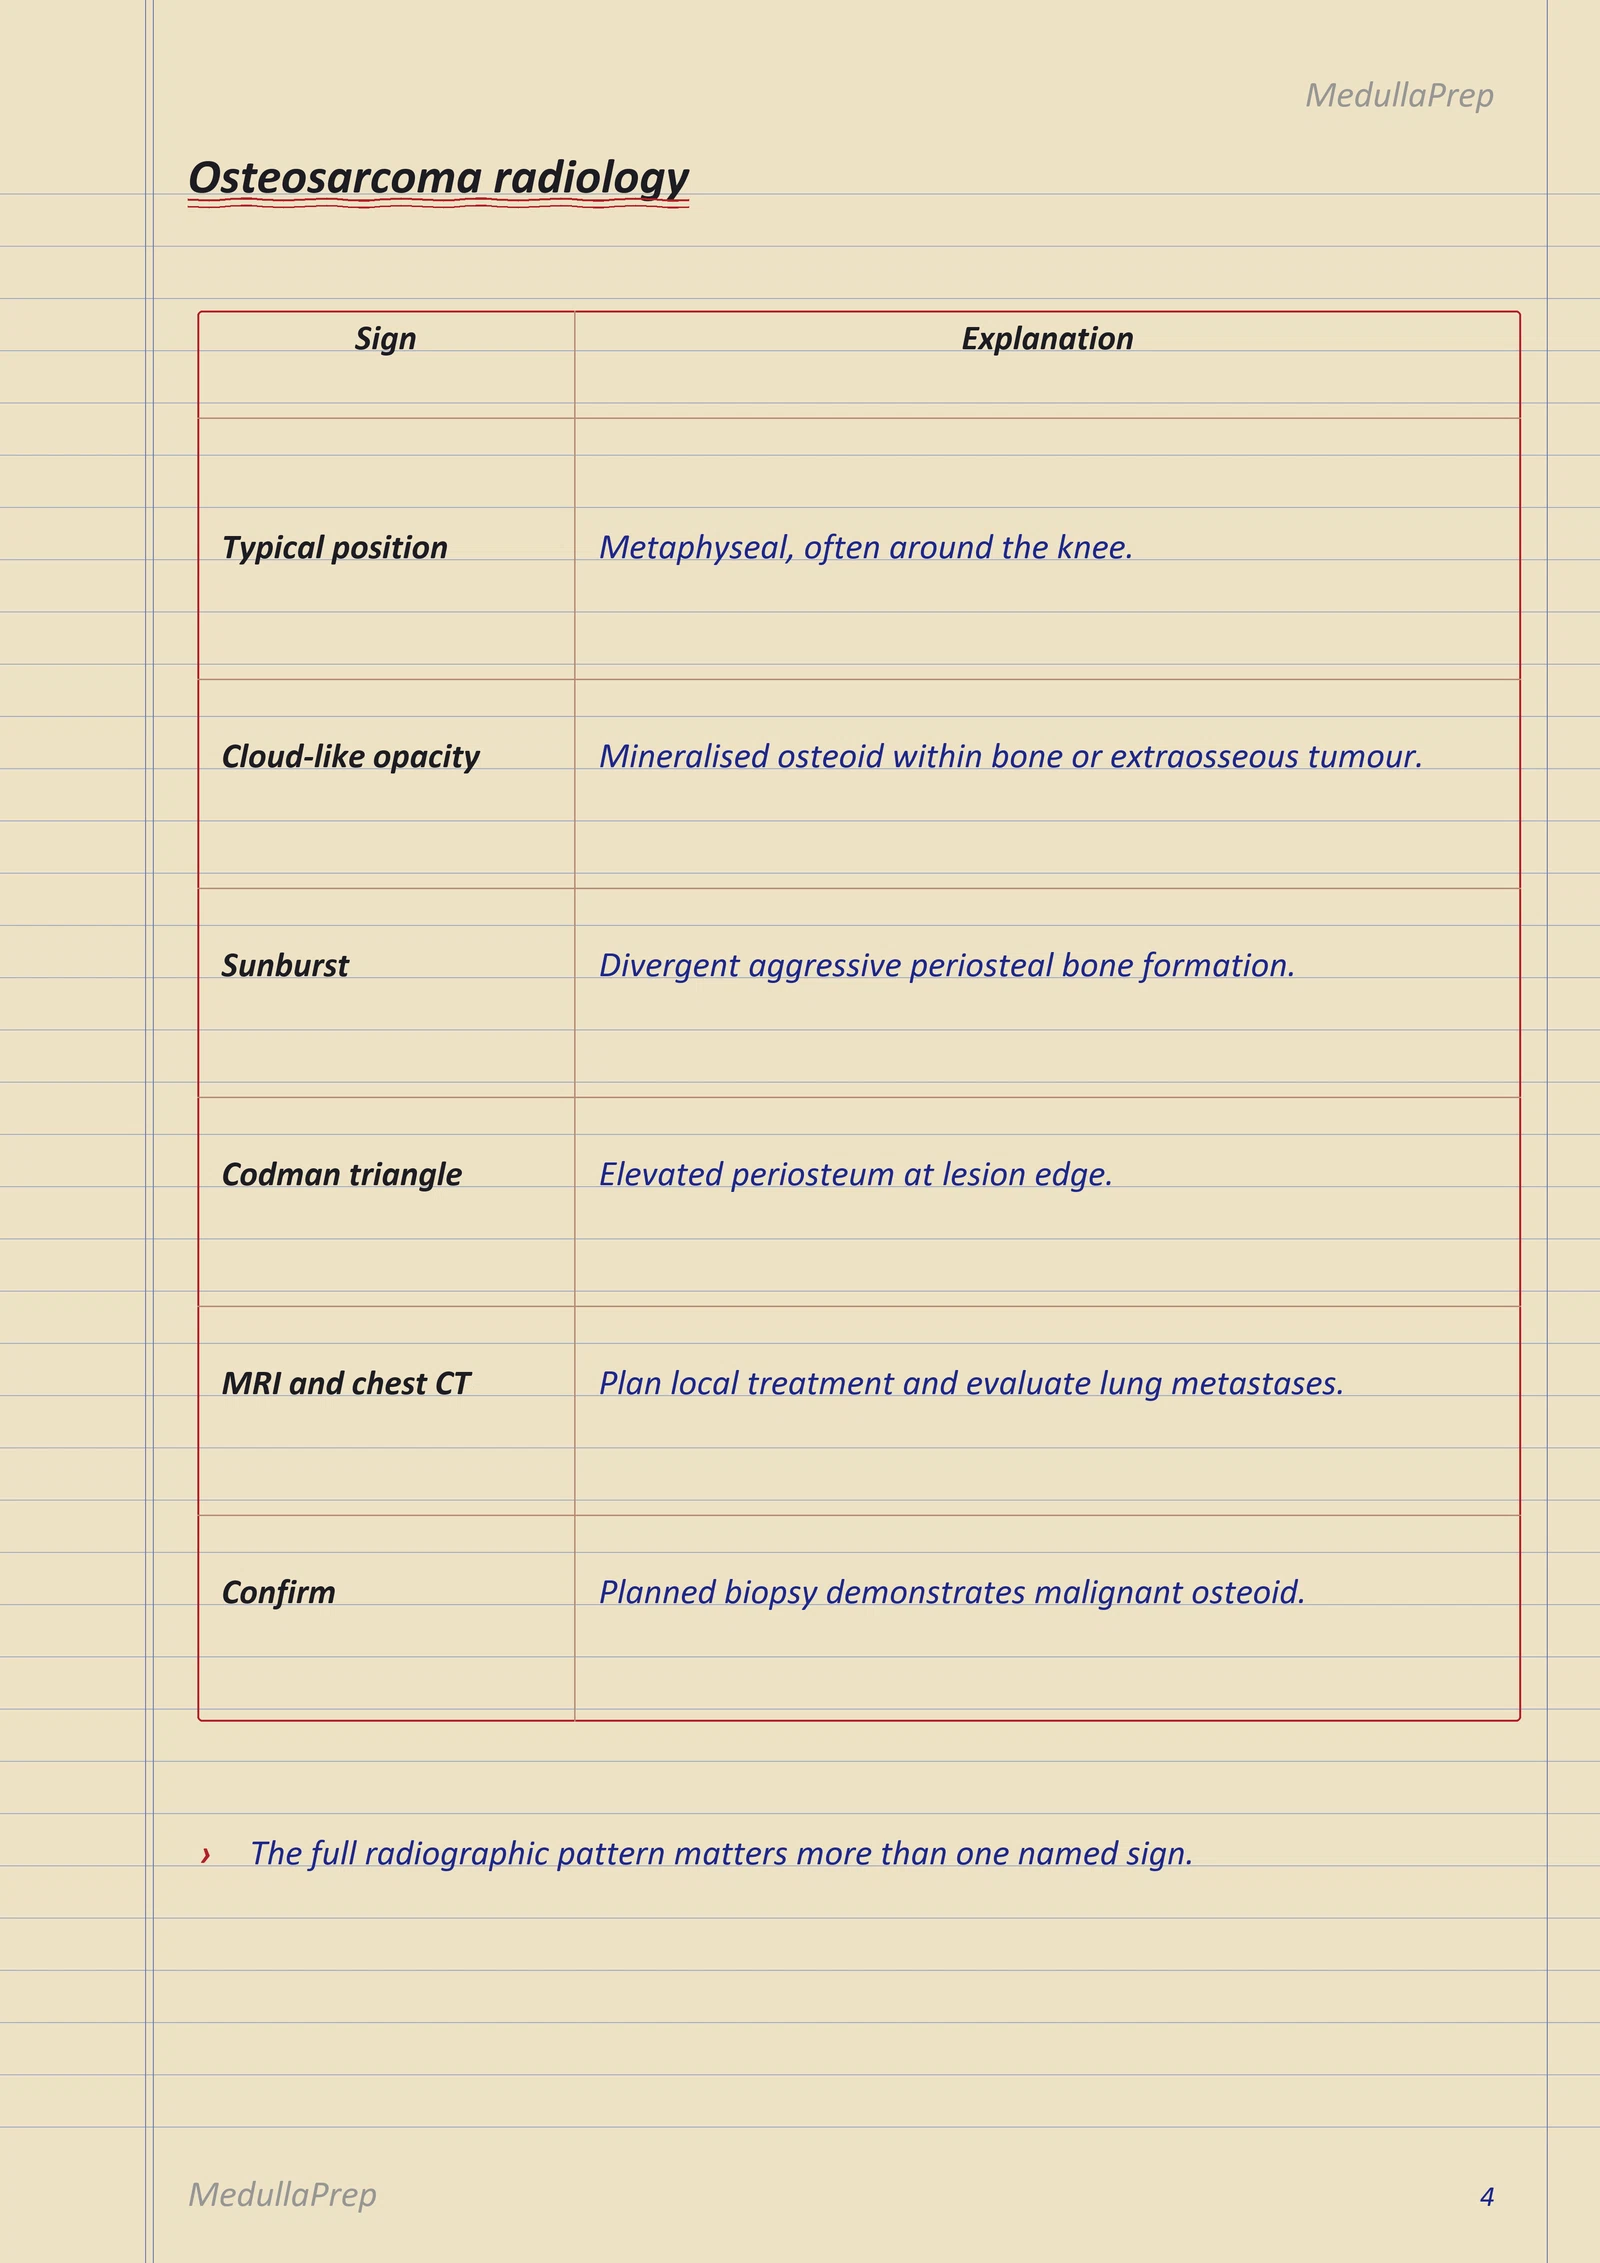 MedullaPrep
Osteosarcoma radiology
Sign Explanation
Typical position Metaphyseal, often around the knee.
Cloud-like opacity Mineralised osteoid within bone or extraosseous tumour.
Sunburst Divergent aggressive periosteal bone formation.
Codman triangle Elevated periosteum at lesion edge.
MRI and chest CT Plan local treatment and evaluate lung metastases.
Confirm Planned biopsy demonstrates malignant osteoid.
› The full radiographic pattern matters more than one named sign.
MedullaPrep 4